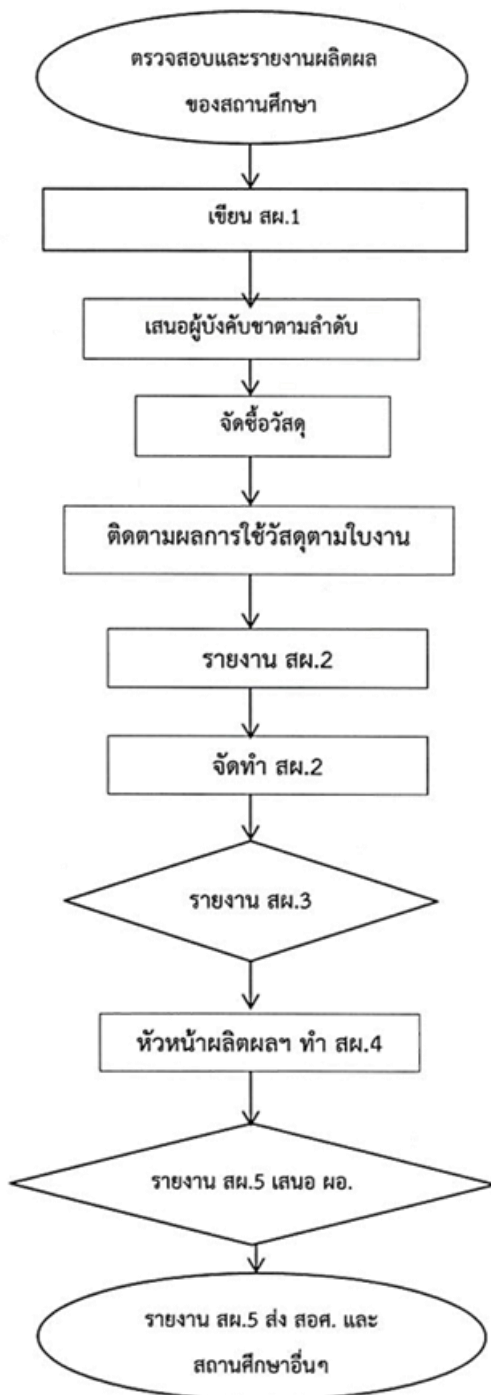 ตรวจสอบและรายงานผลิตผล
ของสถานศึกษา
เขียน สผ.1
เสนอผู้บังคับชาตามลำดับ
จัดซื้อวัสดุ
ติดตามผลการใช้วัสดุตามใบงาน
รายงาน สผ.2
จัดทำ สผ.2
รายงาน สผ.3
หัวหน้าผลิตผลฯ ทำ สผ.4
รายงาน สผ.5 เสนอ ผอ.
รายงาน สผ.5 ส่ง สอศ. และ
สถานศึกษาอื่นๆ